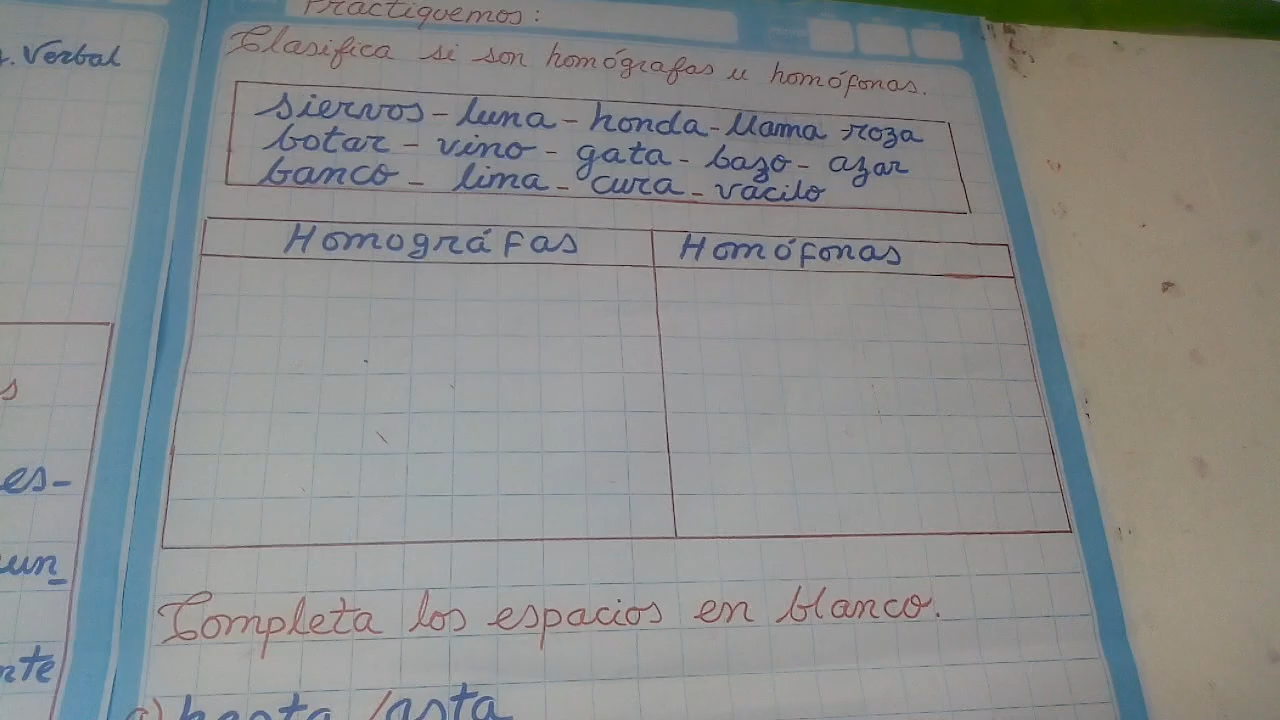 Practiquemos:
. Verbal
Clasifica si son homógrafas u homófonas.
siervos - luna - honda - llama roza
botar - vino - gata - bazo - azar
banco - lima - cura - vacilo
Homográfas Homófonas
s
es-
un
nte
Completa los espacios en blanco.
a) hasta / asta